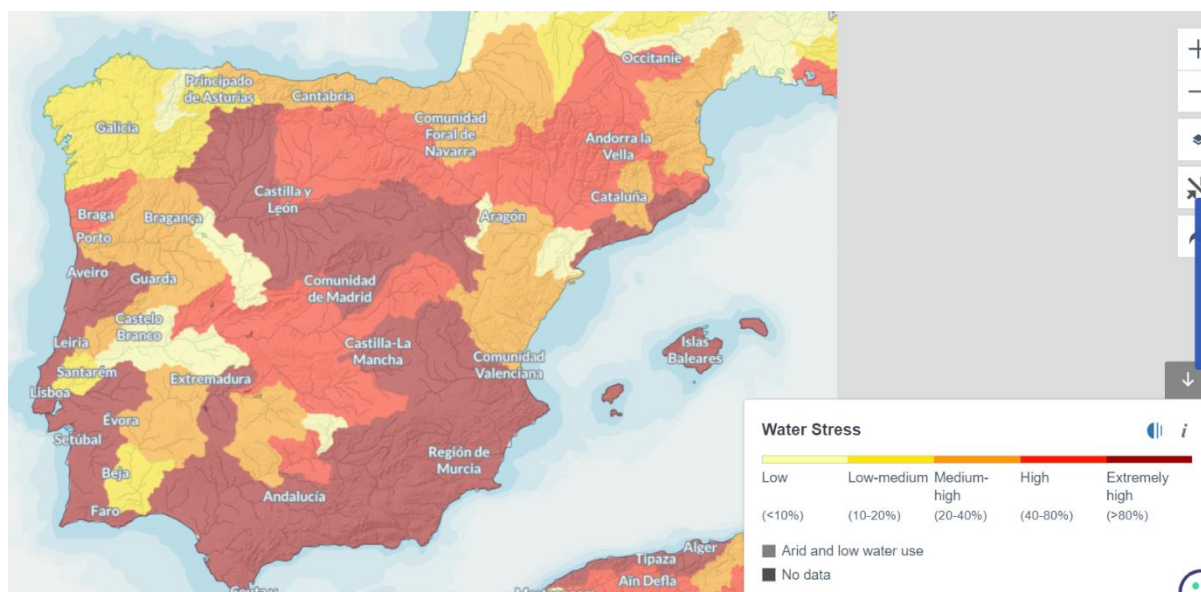 Occitanie
Principado
de Asturias
Cantabria
Galicia
Comunidad
Foral de
Navarra
Andorra la
Vella
Castilla y
León
Cataluña
Braga
Bragança
Aragón
Porto
Aveiro
Guarda
Comunidad
de Madrid
Castelo
Branco
Leiria
Castilla-La
Mancha
Islas
Baleares
Santarém
Comunidad
Valenciana
Lisboa
Extremadura
Évora
Setúbal
Beja
Región de
Murcia
Faro
Andalucía
Alger
Tipaza
Aïn Defla
Water Stress
i
Low
Low-medium
Medium-
high
High
Extremely
high
(<10%)
(10-20%)
(20-40%)
(40-80%)
(>80%)
Arid and low water use
No data